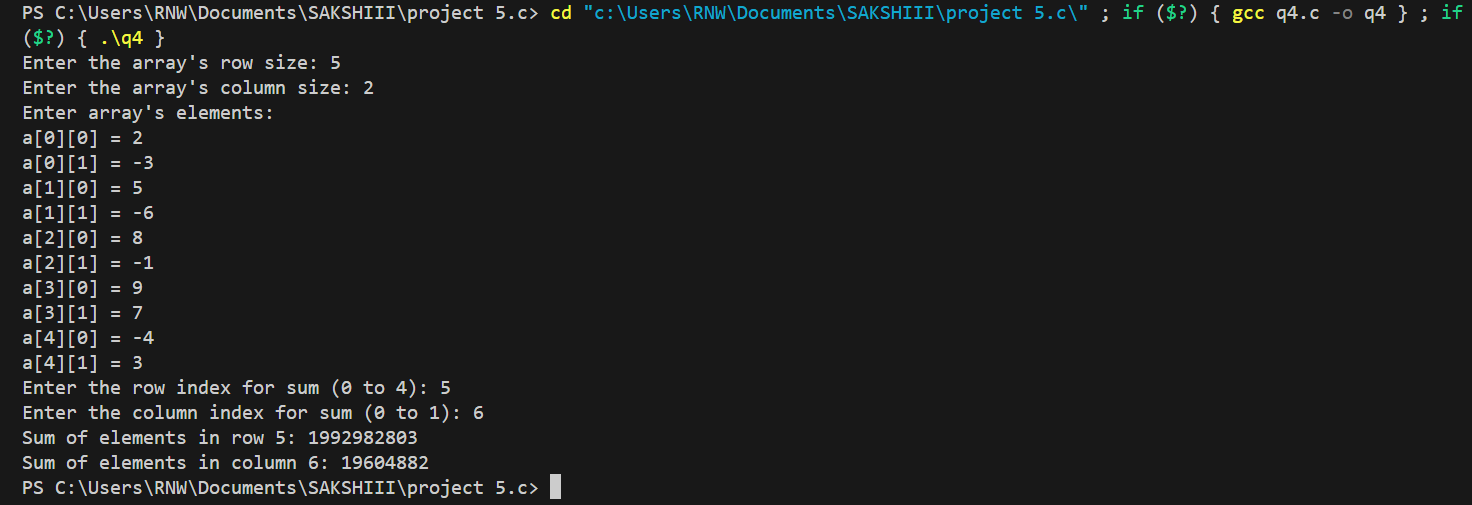 PS C:\Users\RNW\Documents\SAKSHIII\project 5.c> cd "c:\Users\RNW\Documents\SAKSHIII\project 5.c\" ; if ($?) { gcc q4.c -o q4 } ; if
($?) { .\q4 }
Enter the array's row size: 5
Enter the array's column size: 2
Enter array's elements:
a[0][0] = 2
a[0][1] = -3
a[1][0] = 5
a[1][1] = -6
a[2][0] = 8
a[2][1] = -1
a[3][0] = 9
a[3][1] = 7
a[4][0] = -4
a[4][1] = 3
Enter the row index for sum (0 to 4): 5
Enter the column index for sum (0 to 1): 6
Sum of elements in row 5: 1992982803
Sum of elements in column 6: 19604882
PS C:\Users\RNW\Documents\SAKSHIII\project 5.c>